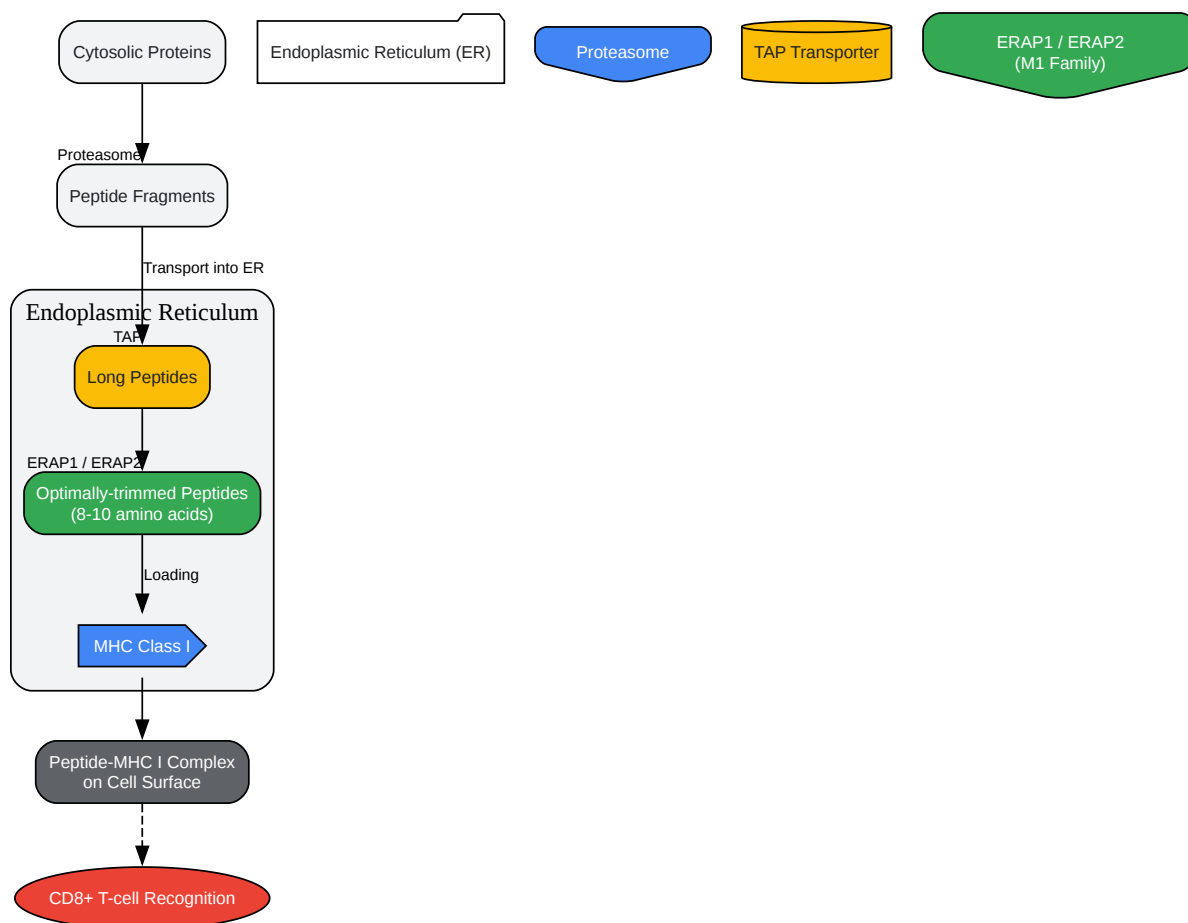 Cytosolic Proteins
Endoplasmic Reticulum (ER)
Proteasome
TAP Transporter
ERAP1 / ERAP2
(M1 Family)
Proteasome
Peptide Fragments
Transport into ER
Endoplasmic Reticulum
TAP
Long Peptides
ERAP1 / ERAP2
Optimally-trimmed Peptides
(8-10 amino acids)
Loading
MHC Class I
Peptide-MHC I Complex
on Cell Surface
CD8+ T-cell Recognition